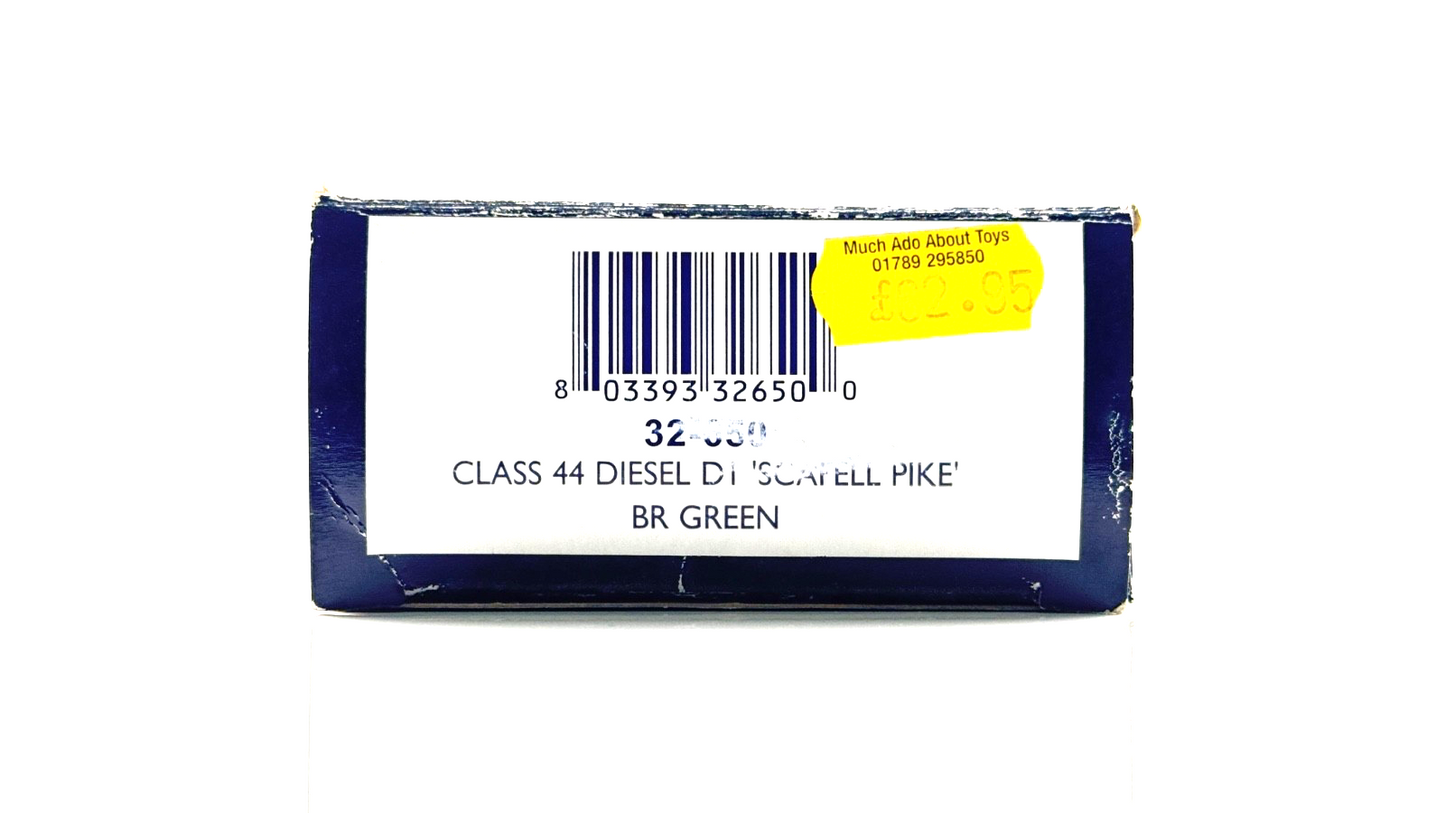 Much Ado About Toys
01789 295850
8 03393 32650 0
32-650
CLASS 44 DIESEL D1 'SCAFELL PIKE'
BR GREEN